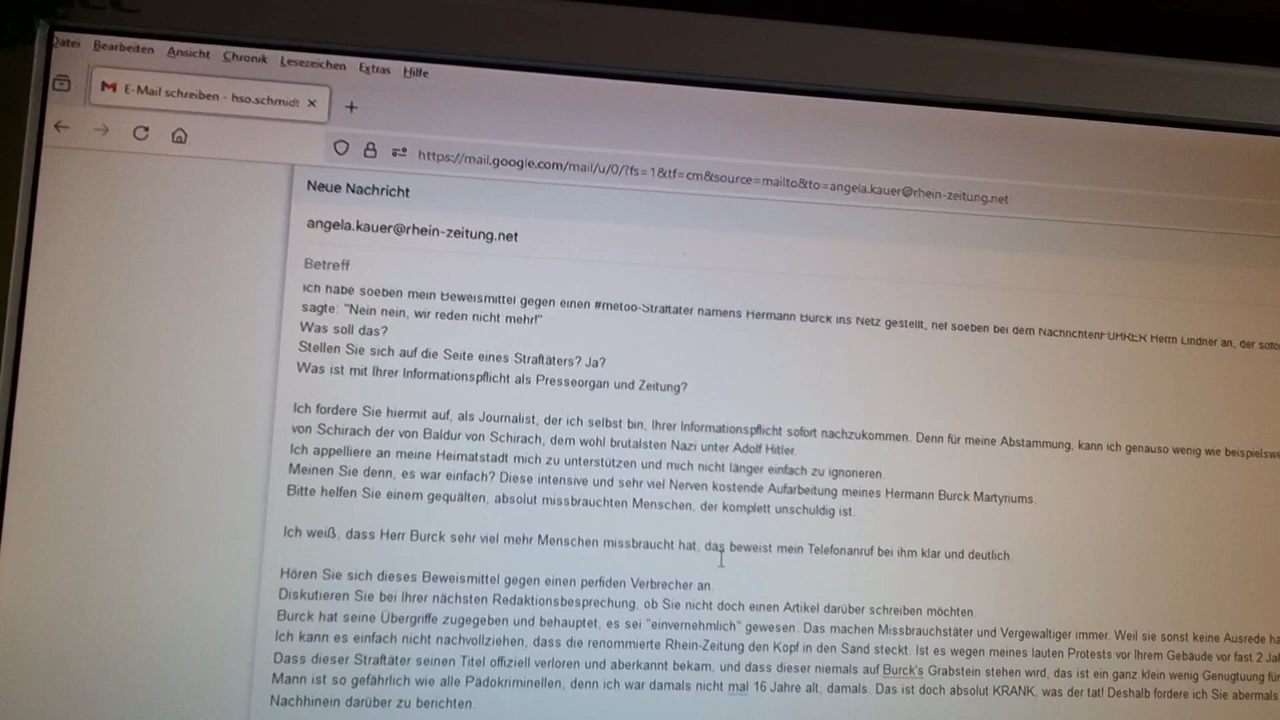 Datei Bearbeiten Ansicht Chronik Lesezeichen Extras Hilfe
E-Mail schreiben - hso.schmidt
https://mail.google.com/mail/u/0/?fs=1&tf=cm&source=mailto&to=angela.kauer@rhein-zeitung.net
Neue Nachricht
angela.kauer@rhein-zeitung.net
Betreff
Ich habe soeben mein Beweismittel gegen einen #metoo-Straftäter namens Hermann Burck ins Netz gestellt, rief soeben bei dem NachrichtenFÜHRER Herrn Lindner an, der
sagte: "Nein nein, wir reden nicht mehr!"
Was soll das?
Stellen Sie sich auf die Seite eines Straftäters? Ja?
Was ist mit Ihrer Informationspflicht als Presseorgan und Zeitung?
Ich fordere Sie hiermit auf, als Journalist, der ich selbst bin, Ihrer Informationspflicht sofort nachzukommen. Denn für meine Abstammung, kann ich genauso wenig wie
von Schirach der von Baldur von Schirach, dem wohl brutalsten Nazi unter Adolf Hitler.
Ich appelliere an meine Heimatstadt mich zu unterstützen und mich nicht länger einfach zu ignorieren.
Meinen Sie denn, es war einfach? Diese intensive und sehr viel Nerven kostende Aufarbeitung meines Hermann Burck Martyriums.
Bitte helfen Sie einem gequälten, absolut missbrauchten Menschen, der komplett unschuldig ist.
Ich weiß, dass Herr Burck sehr viel mehr Menschen missbraucht hat, das beweist mein Telefonanruf bei ihm klar und deutlich.
Hören Sie sich dieses Beweismittel gegen einen perfiden Verbrecher an.
Diskutieren Sie bei Ihrer nächsten Redaktionsbesprechung, ob Sie nicht doch einen Artikel darüber schreiben möchten.
Burck hat seine Übergriffe zugegeben und behauptet, es sei "einvernehmlich" gewesen. Das machen Missbrauchstäter und Vergewaltiger immer. Weil sie sonst keine Ausrede
Ich kann es einfach nicht nachvollziehen, dass die renommierte Rhein-Zeitung den Kopf in den Sand steckt. Ist es wegen meines lauten Protests vor Ihrem Gebäude vor fast 2
Dass dieser Straftäter seinen Titel offiziell verloren und aberkannt bekam, und dass dieser niemals auf Burck's Grabstein stehen wird, das ist ein ganz klein wenig Genugtuung für
Mann ist so gefährlich wie alle Pädokriminellen, denn ich war damals nicht mal 16 Jahre alt, damals. Das ist doch absolut KRANK, was der tat! Deshalb fordere ich Sie abermals
Nachhinein darüber zu berichten.